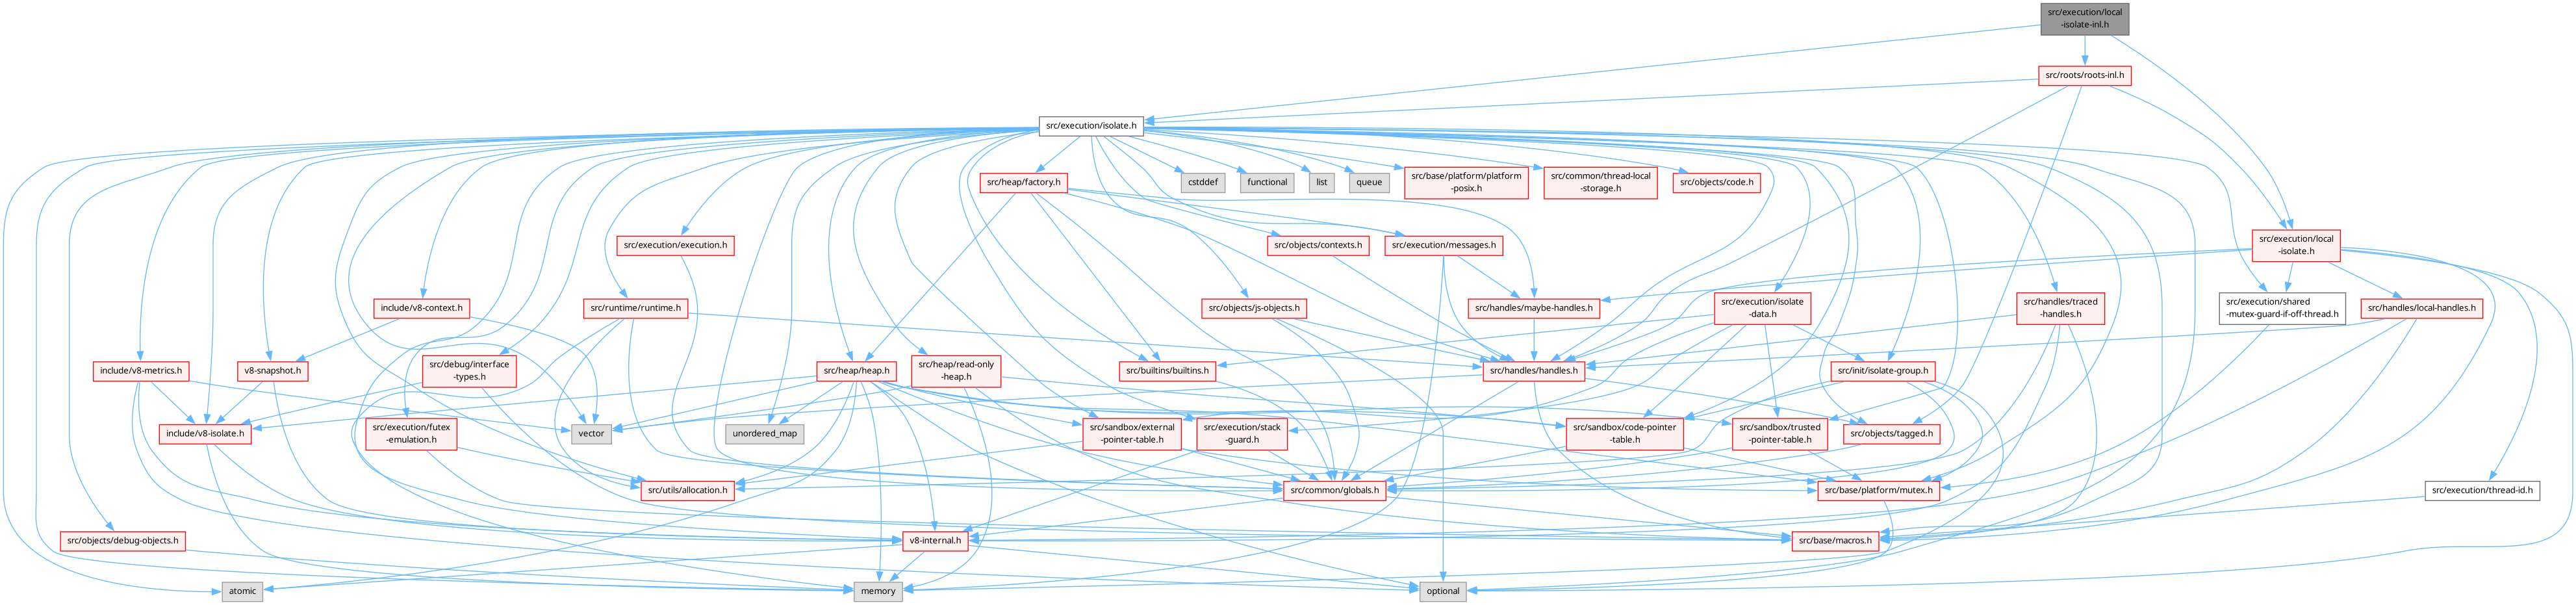 src/execution/local
-isolate-inl.h
src/roots/roots-inl.h
src/execution/isolate.h
src/heap/factory.h
cstddef
functional
list
queue
src/base/platform/platform
-posix.h
src/common/thread-local
-storage.h
src/objects/code.h
src/execution/execution.h
src/objects/contexts.h
src/execution/messages.h
src/execution/local
-isolate.h
include/v8-context.h
src/runtime/runtime.h
src/objects/js-objects.h
src/handles/maybe-handles.h
src/execution/isolate
-data.h
src/handles/traced
-handles.h
src/execution/shared
-mutex-guard-if-off-thread.h
src/handles/local-handles.h
include/v8-metrics.h
v8-snapshot.h
src/debug/interface
-types.h
src/heap/heap.h
src/heap/read-only
-heap.h
src/builtins/builtins.h
src/handles/handles.h
src/init/isolate-group.h
include/v8-isolate.h
src/execution/futex
-emulation.h
vector
unordered_map
src/sandbox/external
-pointer-table.h
src/execution/stack
-guard.h
src/sandbox/code-pointer
-table.h
src/sandbox/trusted
-pointer-table.h
src/objects/tagged.h
src/utils/allocation.h
src/common/globals.h
src/base/platform/mutex.h
src/execution/thread-id.h
src/objects/debug-objects.h
v8-internal.h
src/base/macros.h
atomic
memory
optional